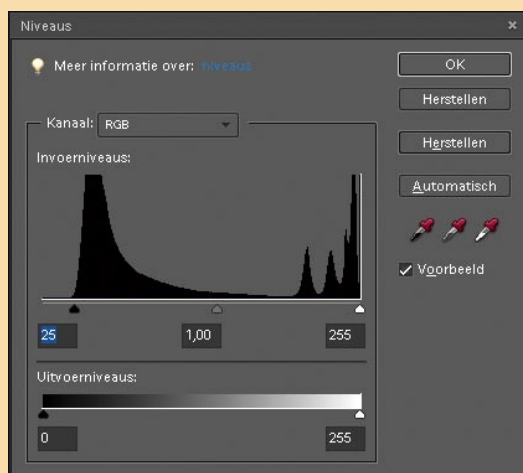 Niveaus
Meer informatie over: niveaus
OK
Herstellen
Herstellen
Automatisch
Voorbeeld
Kanaal: RGB
Invoerniveaus:
25 1,00 255
Uitvoerniveaus:
0 255